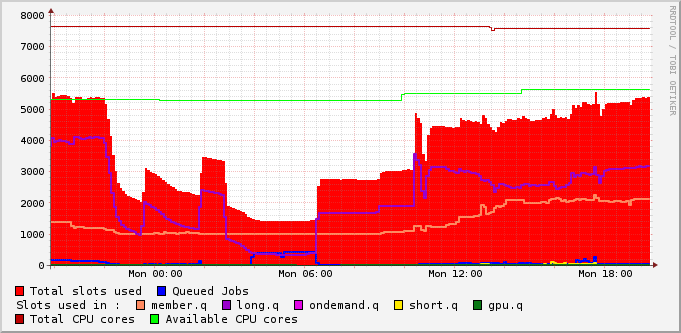 8000
7000
6000
5000
4000
3000
2000
1000
0
Mon 00:00 Mon 06:00 Mon 12:00 Mon 18:00
RRDTOOL / TOBI OETIKER
Total slots used Queued Jobs
Slots used in : member.q long.q ondemand.q short.q gpu.q
Total CPU cores Available CPU cores